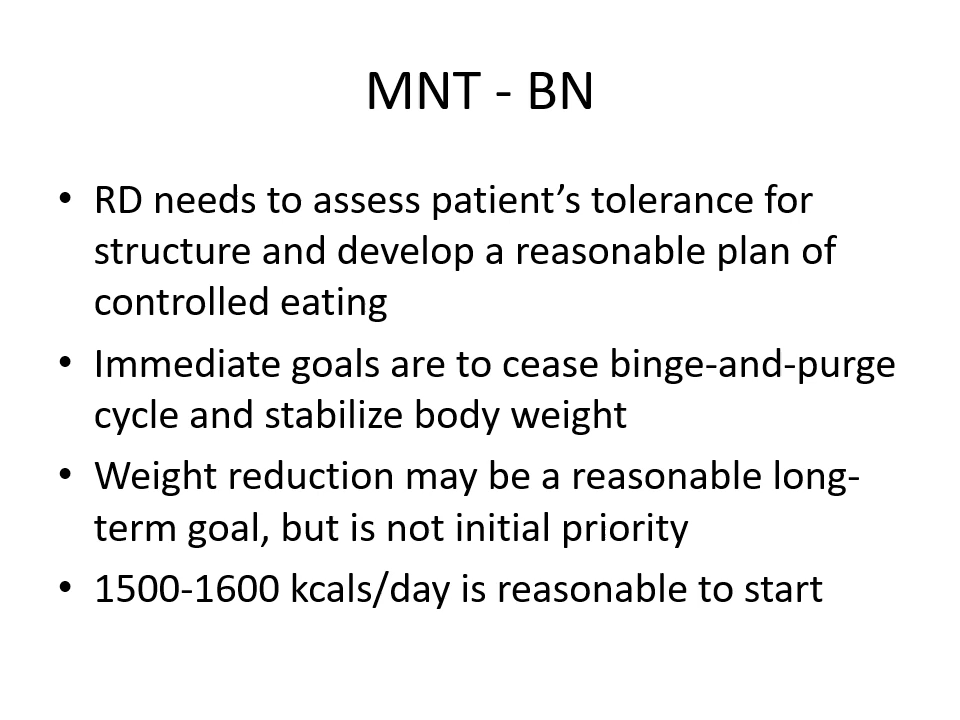 MNT - BN
• RD needs to assess patient’s tolerance for
structure and develop a reasonable plan of
controlled eating
• Immediate goals are to cease binge-and-purge
cycle and stabilize body weight
• Weight reduction may be a reasonable long-
term goal, but is not initial priority
• 1500-1600 kcals/day is reasonable to start